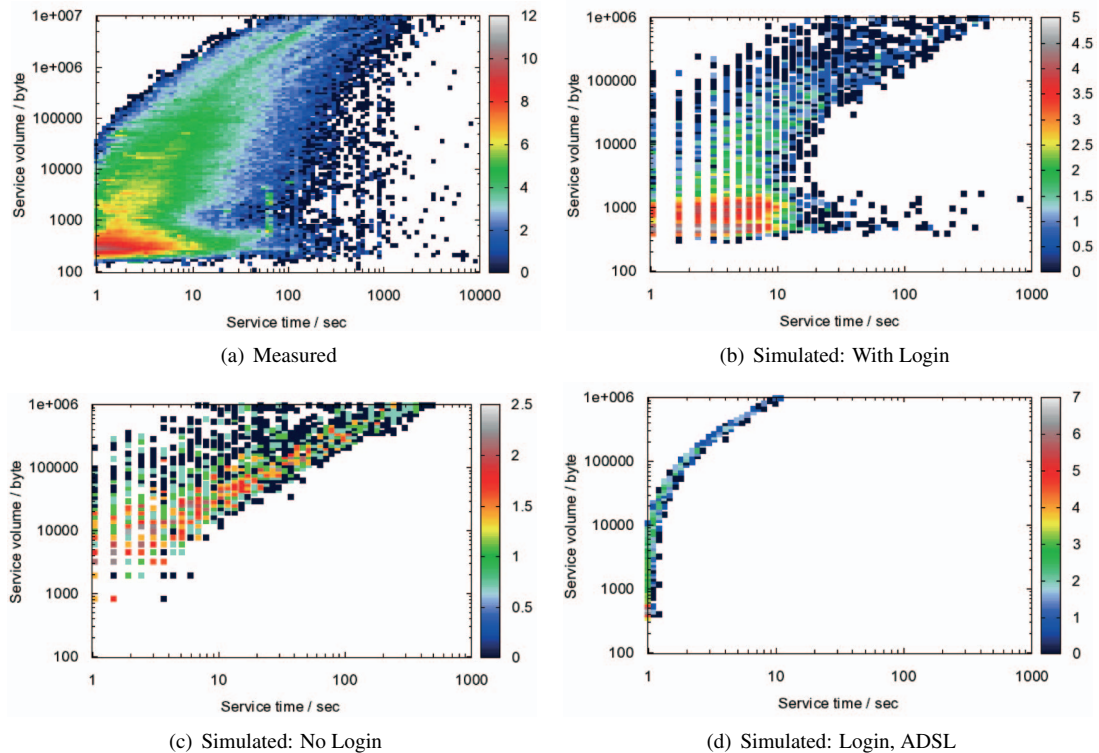 1e+007
1e+006
100000
10000
1000
100
Service volume / byte
1 10 100 1000 10000
Service time / sec
12
10
8
6
4
2
0
(a) Measured
1e+006
100000
10000
1000
100
Service volume / byte
1 10 100 1000
Service time / sec
5
4.5
4
3.5
3
2.5
2
1.5
1
0.5
0
(b) Simulated: With Login
1e+006
100000
10000
1000
100
Service volume / byte
1 10 100 1000
Service time / sec
2.5
2
1.5
1
0.5
0
(c) Simulated: No Login
1e+006
100000
10000
1000
100
Service volume / byte
1 10 100 1000
Service time / sec
7
6
5
4
3
2
1
0
(d) Simulated: Login, ADSL